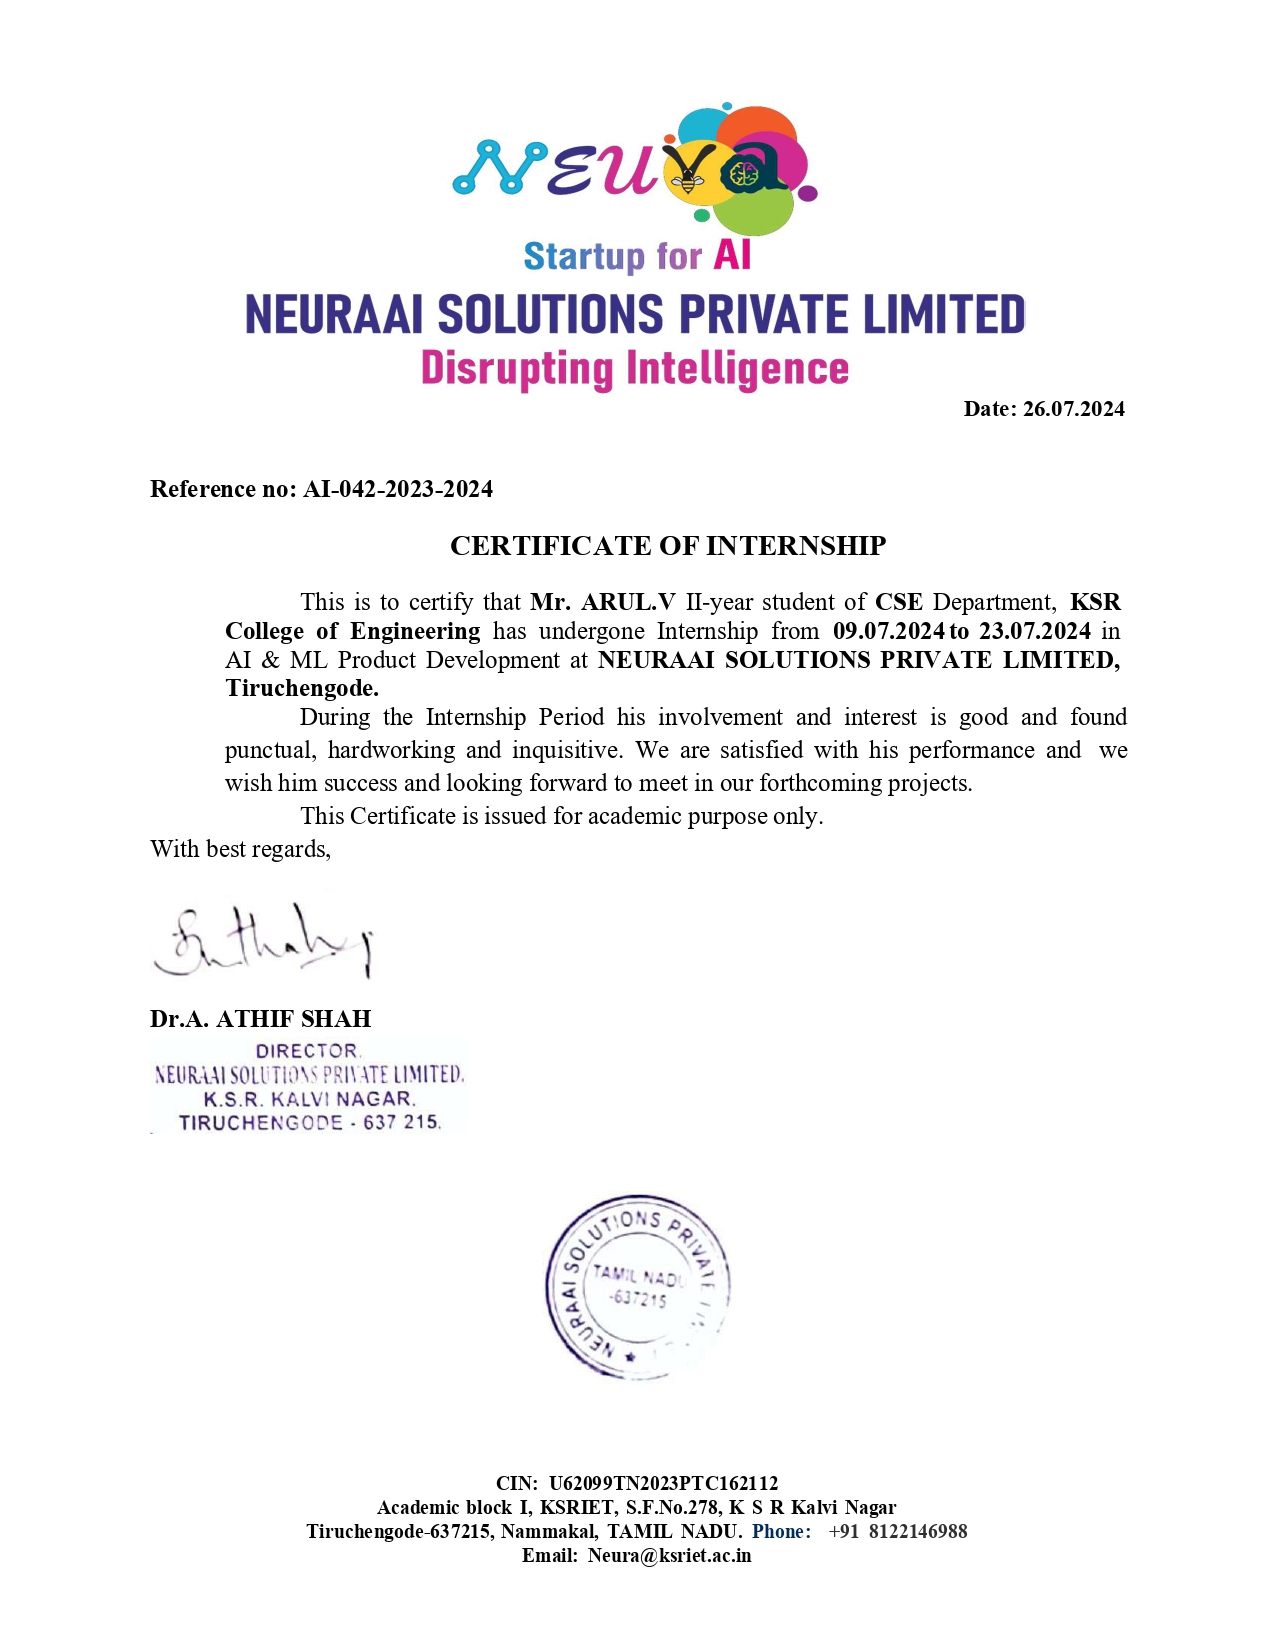 Neura
Startup for AI
NEURAAI SOLUTIONS PRIVATE LIMITED
Disrupting Intelligence
Date: 26.07.2024
Reference no: AI-042-2023-2024
CERTIFICATE OF INTERNSHIP
This is to certify that Mr. ARUL.V II-year student of CSE Department, KSR
College of Engineering has undergone Internship from 09.07.2024 to 23.07.2024 in
AI & ML Product Development at NEURAAI SOLUTIONS PRIVATE LIMITED,
Tiruchengode.
During the Internship Period his involvement and interest is good and found
punctual, hardworking and inquisitive. We are satisfied with his performance and we
wish him success and looking forward to meet in our forthcoming projects.
This Certificate is issued for academic purpose only.
With best regards,
Dr.A. ATHIF SHAH
DIRECTOR.
NEURAAI SOLUTIONS PRIVATE LIMITED.
K.S.R. KALVI NAGAR.
TIRUCHENGODE - 637 215.
NEURAAI SOLUTIONS PRIVATE
TAMIL NADU
-637215
CIN: U62099TN2023PTC162112
Academic block I, KSRIET, S.F.No.278, K S R Kalvi Nagar
Tiruchengode-637215, Nammakal, TAMIL NADU. Phone: +91 8122146988
Email: Neura@ksriet.ac.in